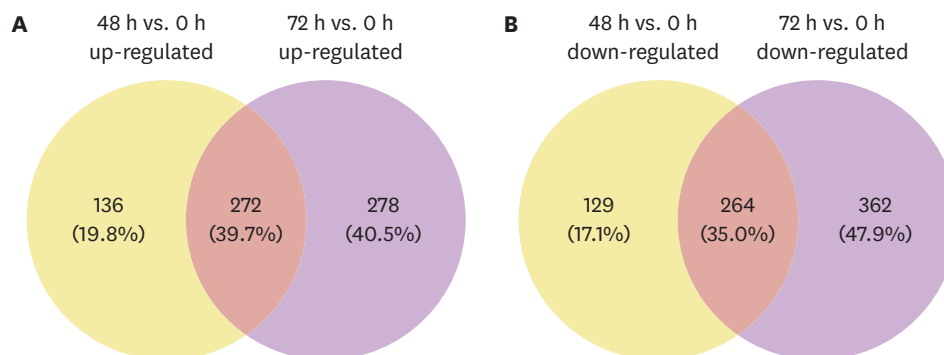 A
48 h vs. 0 h
up-regulated
72 h vs. 0 h
up-regulated
136
(19.8%)
272
(39.7%)
278
(40.5%)
B
48 h vs. 0 h
down-regulated
72 h vs. 0 h
down-regulated
129
(17.1%)
264
(35.0%)
362
(47.9%)